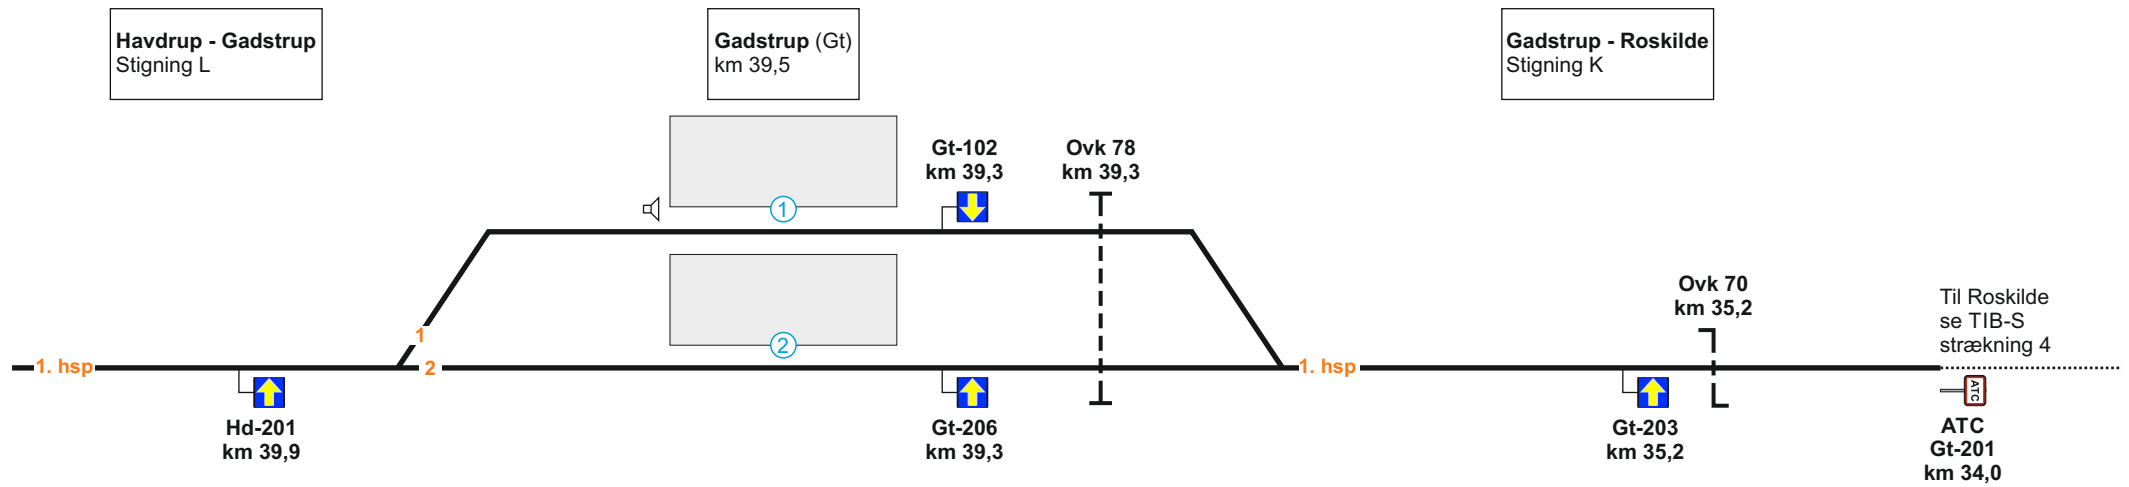 Havdrup - Gadstrup
Stigning L
Gadstrup (Gt)
km 39,5
Gadstrup - Roskilde
Stigning K
Gt-102
km 39,3
Ovk 78
km 39,3
1
Ovk 70
km 35,2
Til Roskilde
se TIB-S
strækning 4
1
2
1. hsp
2
1. hsp
ATC
Hd-201
km 39,9
Gt-206
km 39,3
Gt-203
km 35,2
ATC
Gt-201
km 34,0